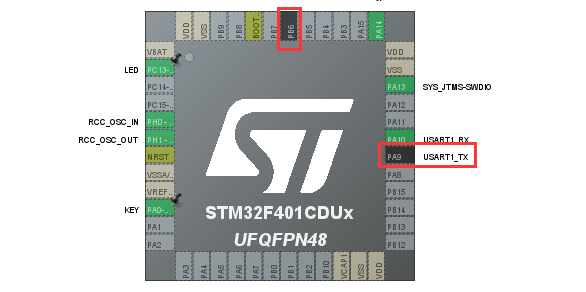 VDD
VSS
PB9
PB8
BOOT...
PB7
PB6
PB5
PB4
PB3
PA15
PA14
VBAT
VDD
LED
PC13-...
VSS
PC14-...
PA13
SYS_JTMS-SWDIO
PC15-...
PA12
RCC_OSC_IN
PH0-...
PA11
RCC_OSC_OUT
PH1-...
PA10
USART1_RX
NRST
PA9
USART1_TX
VSSA/...
PA8
VREF...
PB15
KEY
PA0-...
STM32F401CDUx
PB14
PA1
PB13
PA2
UFQFPN48
PB12
PA3
PA4
PA5
PA6
PA7
PB0
PB1
PB2
PB10
VCAP1
VSS
VDD